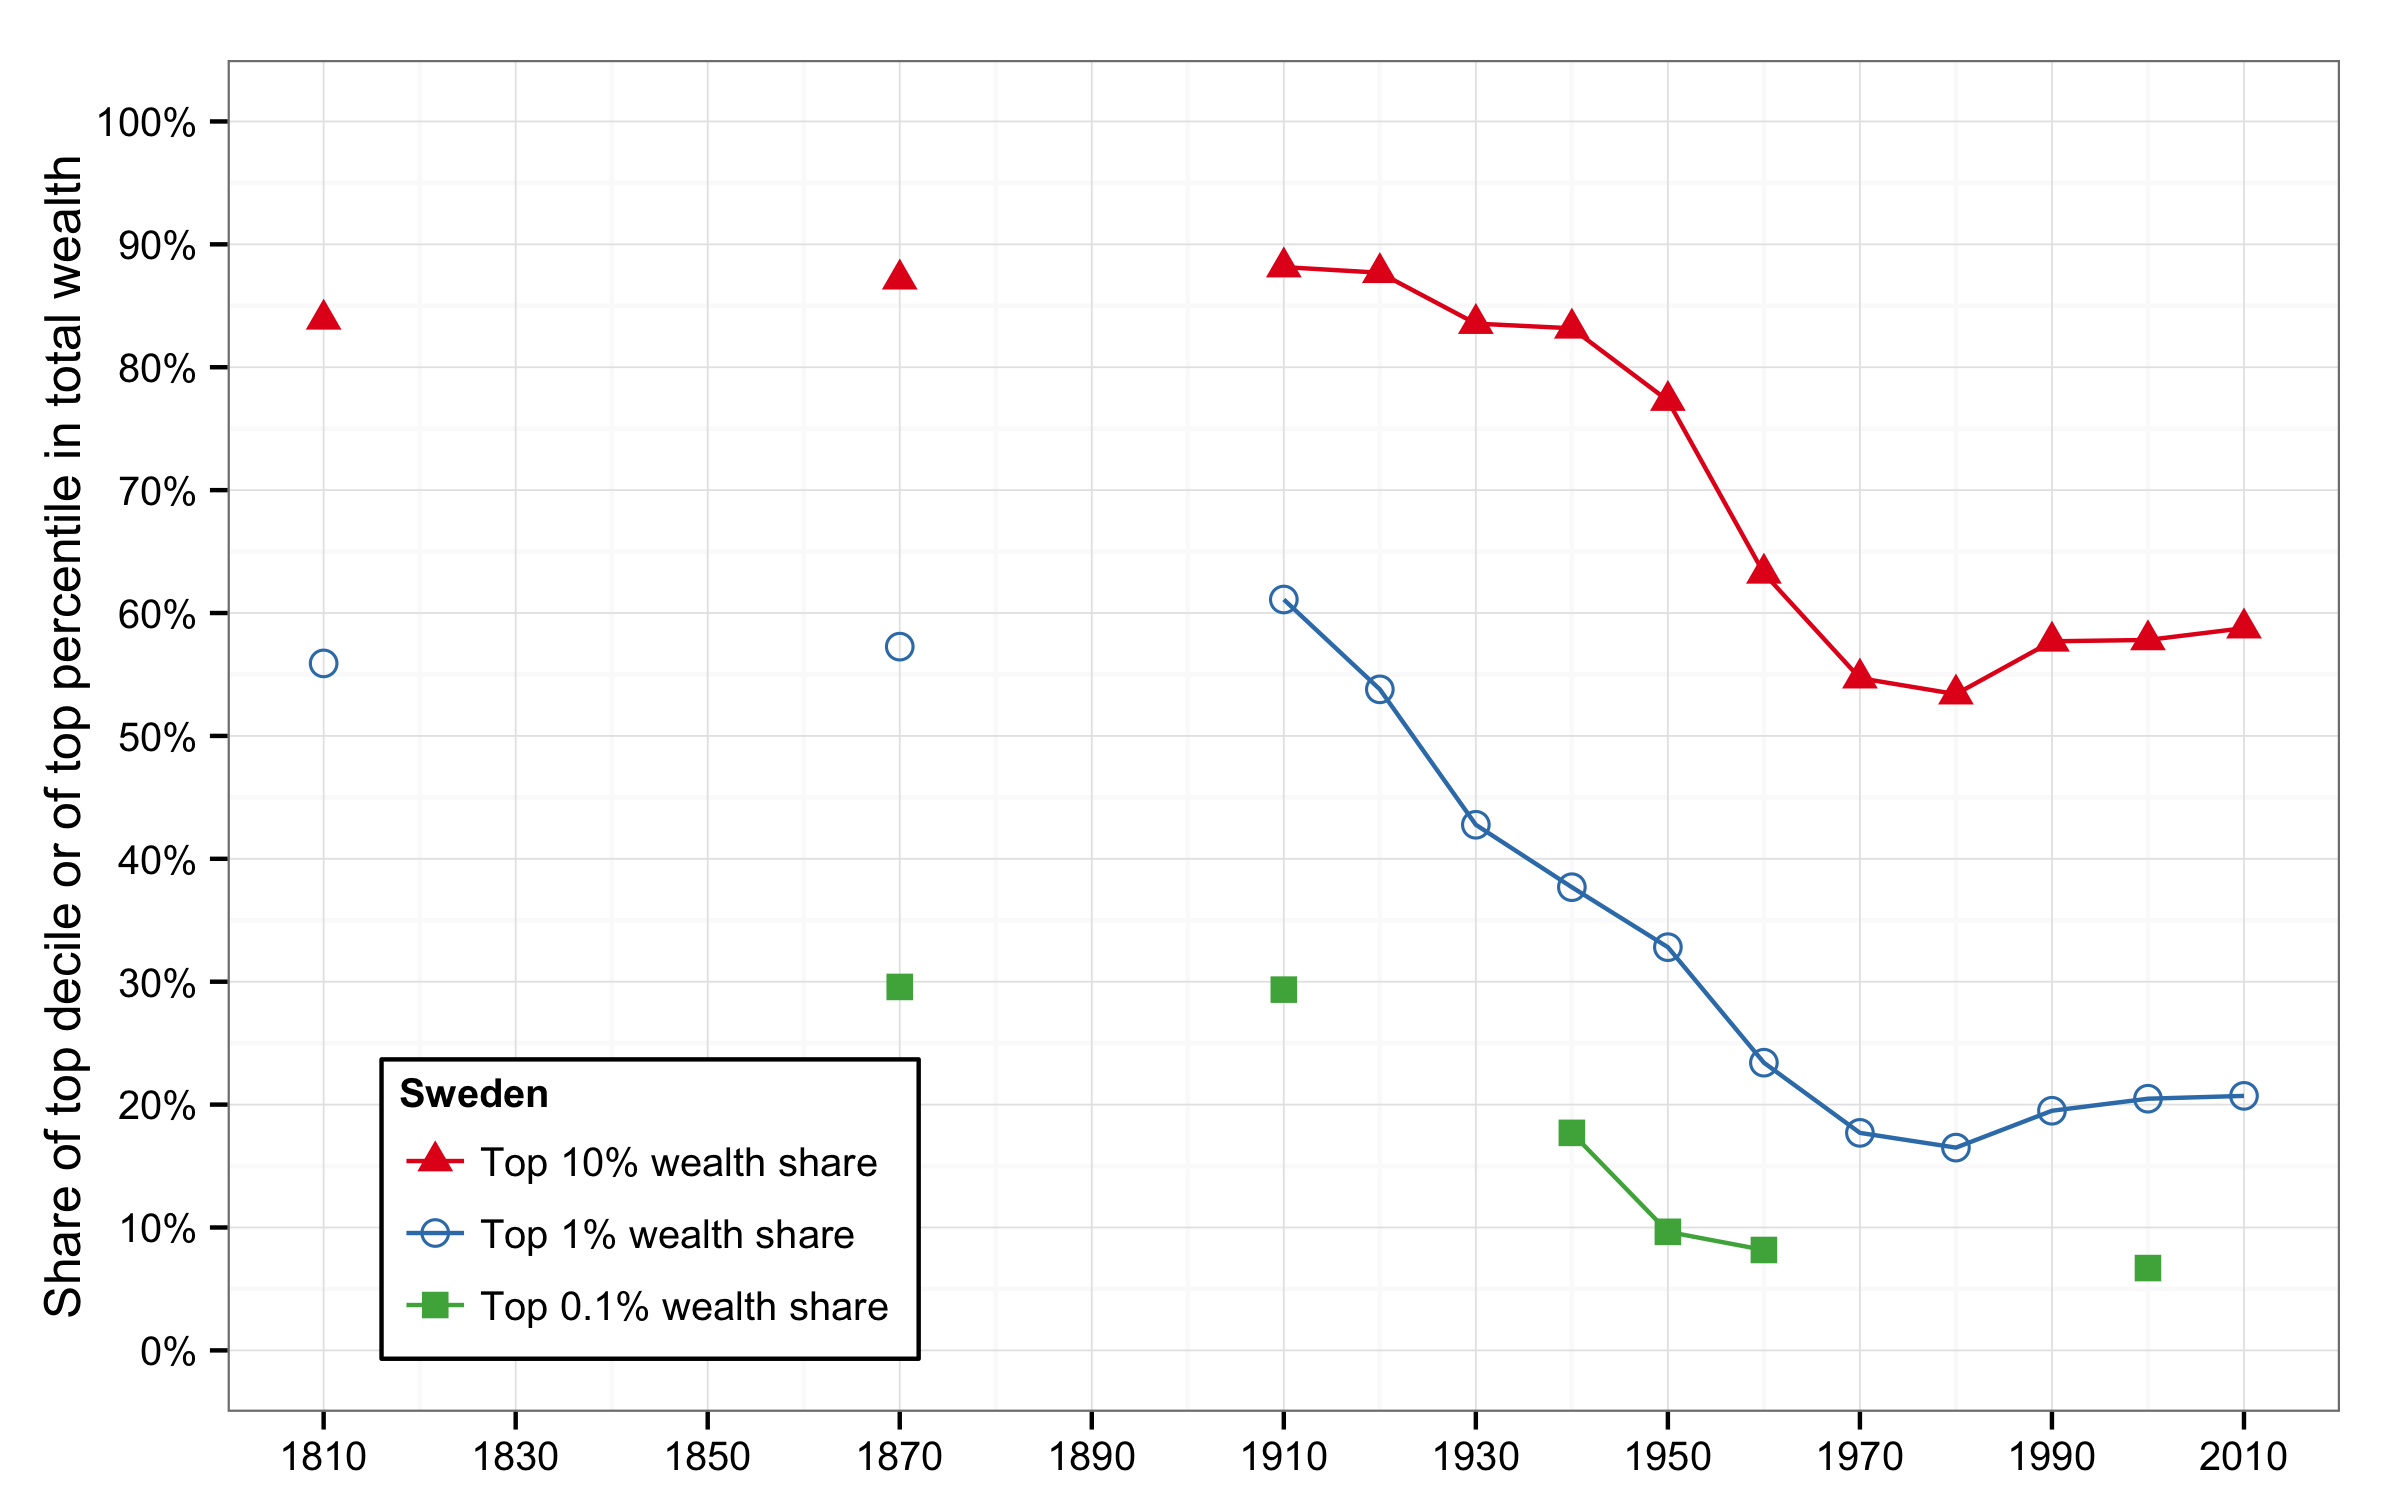 Share of top decile or of top percentile in total wealth
100%
90%
80%
70%
60%
50%
40%
30%
20%
10%
0%
Sweden
Top 10% wealth share
Top 1% wealth share
Top 0.1% wealth share
1810 1830 1850 1870 1890 1910 1930 1950 1970 1990 2010